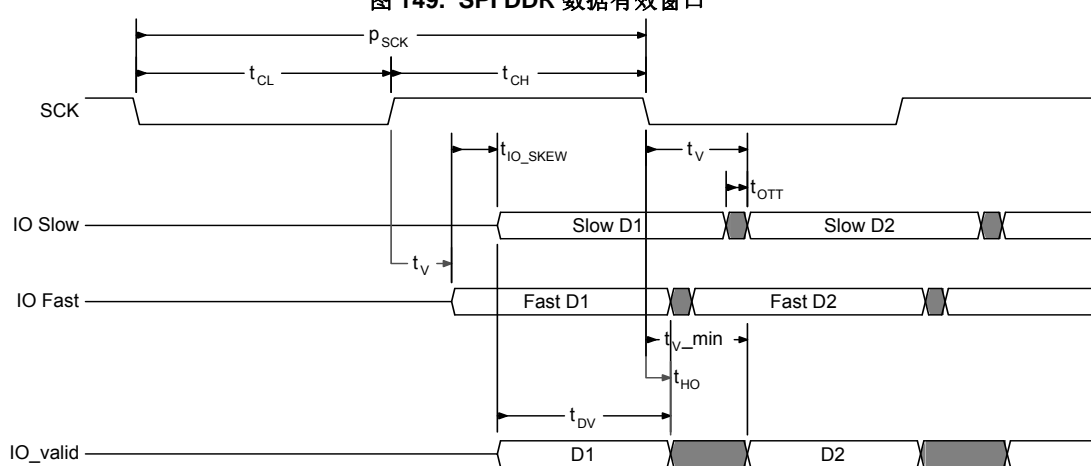 图 149. SPI DDR 数据有效窗口
pSCK
tCL
tCH
SCK
tIO_SKEW
tV
tOTT
IO Slow
Slow D1
Slow D2
tV
IO Fast
Fast D1
Fast D2
tV_min
tHO
tDV
IO_valid
D1
D2